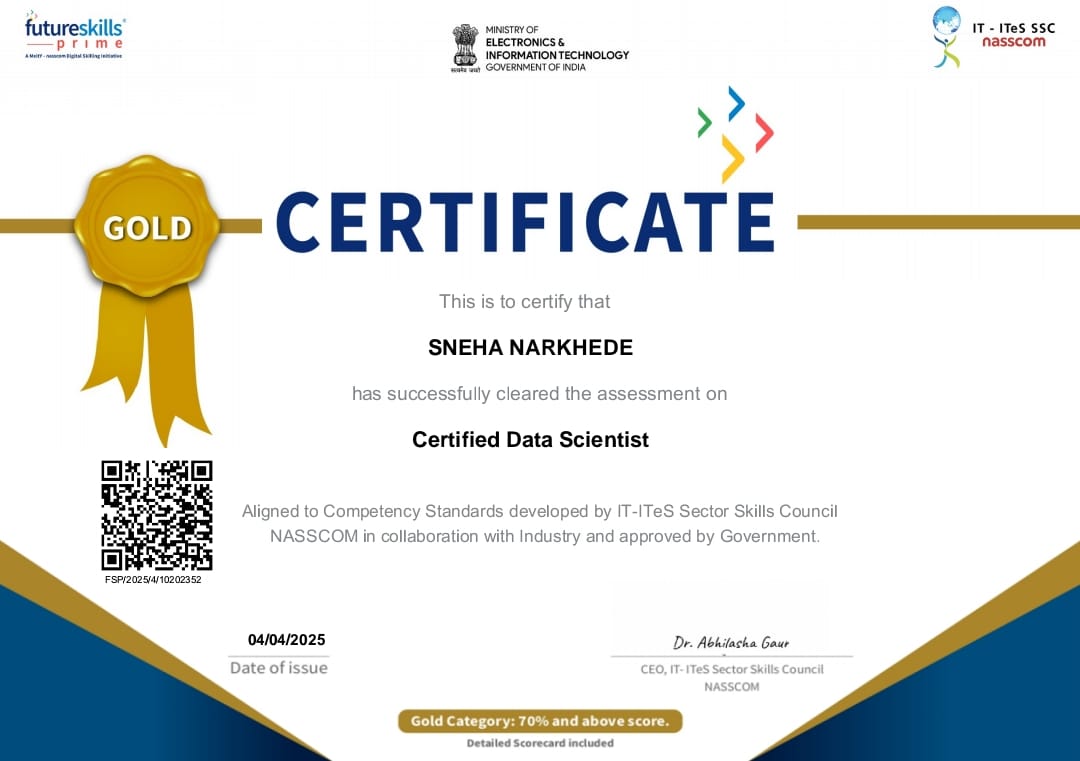 futureskills
prime
A MeitY - nasscom Digital Skilling Initiative
सत्यमेव जयते
MINISTRY OF
ELECTRONICS &
INFORMATION TECHNOLOGY
GOVERNMENT OF INDIA
IT - ITeS SSC
nasscom
GOLD
CERTIFICATE
This is to certify that
SNEHA NARKHEDE
has successfully cleared the assessment on
Certified Data Scientist
Aligned to Competency Standards developed by IT-ITeS Sector Skills Council
NASSCOM in collaboration with Industry and approved by Government.
FSP/2025/4/10202352
04/04/2025
Date of issue
Dr. Abhilasha Gaur
CEO, IT- ITeS Sector Skills Council
NASSCOM
Gold Category: 70% and above score.
Detailed Scorecard included